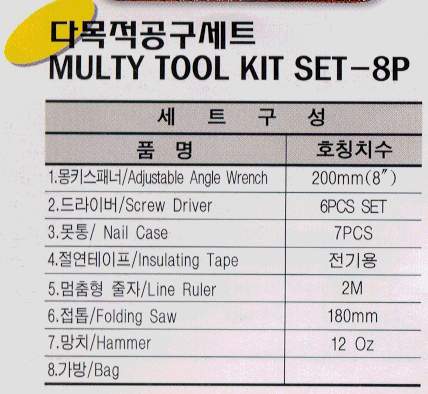 다목적공구세트
MULTY TOOL KIT SET-8P
세 트 구 성
품 명 호칭치수
1.몽키스패너/Adjustable Angle Wrench 200mm(8″)
2.드라이버/Screw Driver 6PCS SET
3.못통/ Nail Case 7PCS
4.절연테이프/Insulating Tape 전기용
5.멈춤형 줄자/Line Ruler 2M
6.접톱/Folding Saw 180mm
7.망치/Hammer 12 Oz
8.가방/Bag